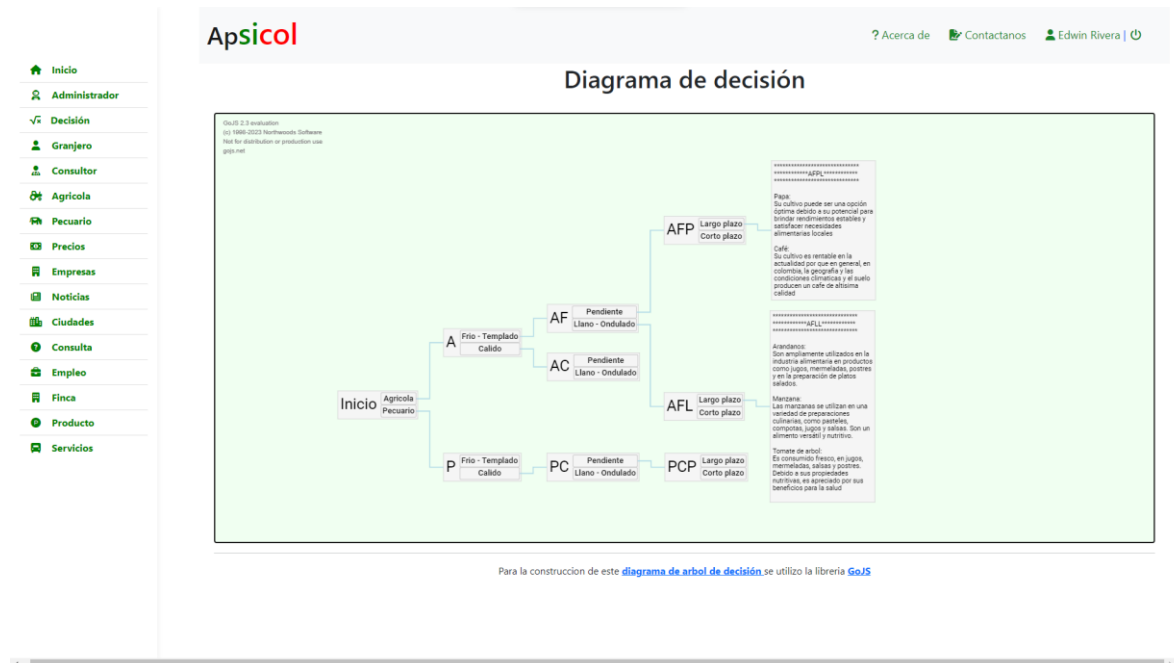 Apsicol
? Acerca de
Contactanos
Edwin Rivera |
Inicio
Administrador
Decisión
Granjero
Consultor
Agricola
Pecuario
Precios
Empresas
Noticias
Ciudades
Consulta
Empleo
Finca
Producto
Servicios
Diagrama de decisión
GoJS 2.3 evaluation
(c) 1998-2023 Northwoods Software
Not for distribution or production use
gojs.net
Inicio
Agricola
Pecuario
A
Frio - Templado
Calido
P
Frio - Templado
Calido
AF
Pendiente
Llano - Ondulado
AC
Pendiente
Llano - Ondulado
PC
Pendiente
Llano - Ondulado
AFP
Largo plazo
Corto plazo
AFL
Largo plazo
Corto plazo
PCP
Largo plazo
Corto plazo
******************************
************AFPL************
******************************
Papa:
Su cultivo puede ser una opción
óptima debido a su potencial para
brindar rendimientos estables y
satisfacer necesidades
alimentarias locales
Café:
Su cultivo es rentable en la
actualidad por que en general, en
colombia, la geografía y las
condiciones climaticas y el suelo
producen un cafe de altisima
calidad
******************************
************AFLL************
******************************
Arandanos:
Son ampliamente utilizados en la
industria alimentaria en productos
como jugos, mermeladas, postres
y en la preparación de platos
salados.
Manzana:
Las manzanas se utilizan en una
variedad de preparaciones
culinarias, como pasteles,
compotas, jugos y salsas. Son un
alimento versátil y nutritivo.
Tomate de arbol:
Es consumido fresco, en jugos,
mermeladas, salsas y postres.
Debido a sus propiedades
nutritivas, es apreciado por sus
beneficios para la salud
Para la construccion de este diagrama de arbol de decisión se utilizo la libreria GoJS